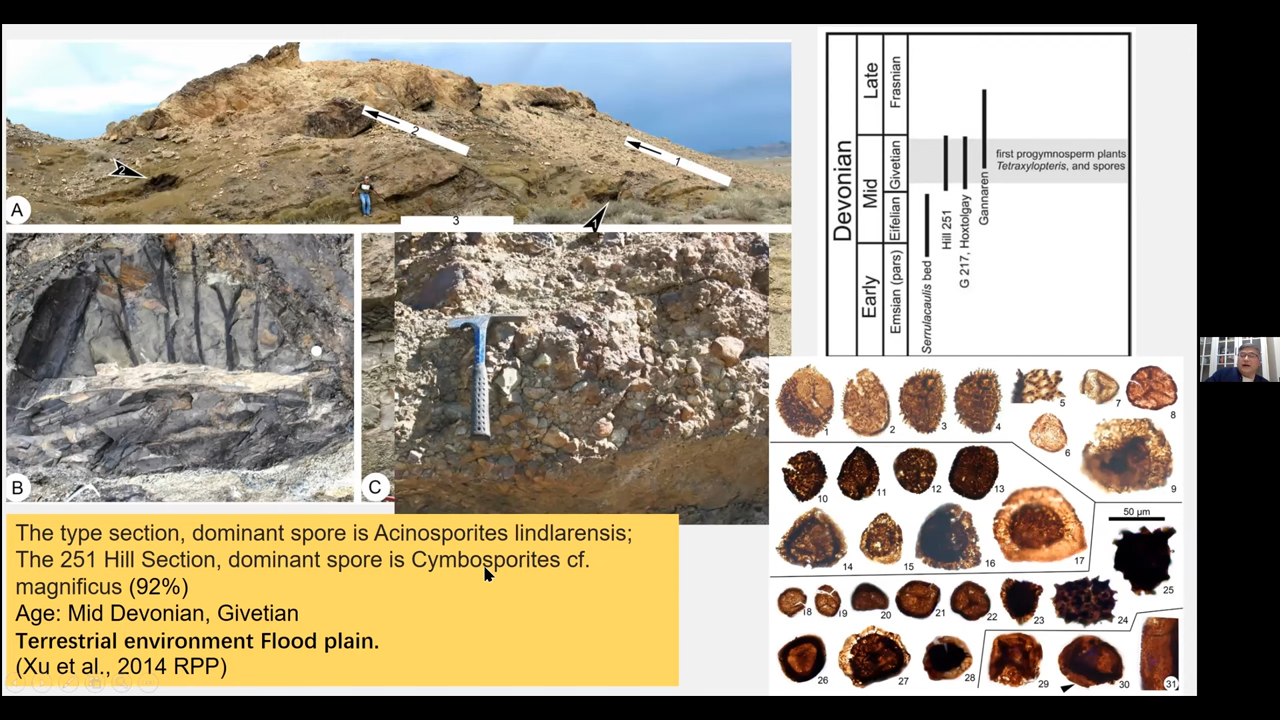 2
1
2
3
1
A
B
C
Devonian
Late
Mid
Early
Frasnian
Givetian
Eifelian
Emsian (pars)
Serrulacaulis bed
Hill 251
G 217, Hoxtolgay
Gannaren
first progymnosperm plants
Tetraxylopteris, and spores
1
2
3
4
5
6
7
8
9
10
11
12
13
14
15
16
17
50 µm
18
19
20
21
22
23
24
25
26
27
28
29
30
31
The type section, dominant spore is Acinosporites lindlarensis;
The 251 Hill Section, dominant spore is Cymbosporites cf.
magnificus (92%)
Age: Mid Devonian, Givetian
Terrestrial environment Flood plain.
(Xu et al., 2014 RPP)